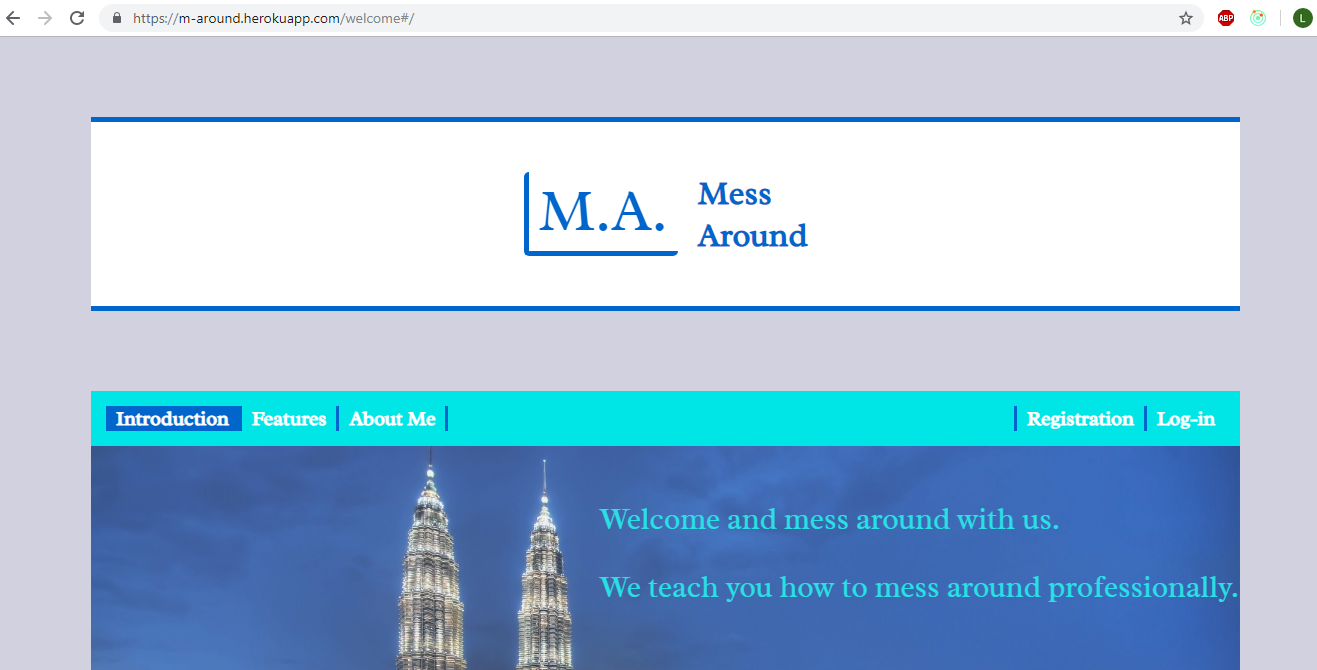 https://m-around.herokuapp.com/welcome#/
ABP
L
M.A.
Mess
Around
Introduction Features About Me Registration Log-in
Welcome and mess around with us.
We teach you how to mess around professionally.